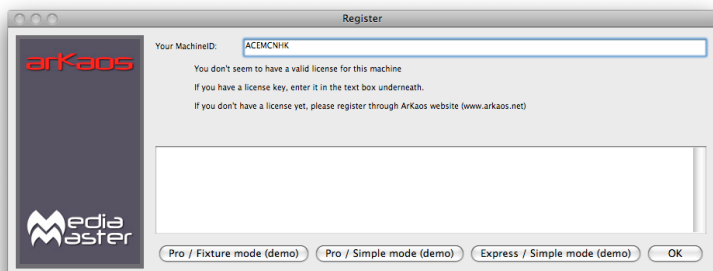 Register
arKaos
Your MachineID: ACEMCNHK
You don't seem to have a valid license for this machine
If you have a license key, enter it in the text box underneath.
If you don't have a license yet, please register through ArKaos website (www.arkaos.net)
Media
Master
Pro / Fixture mode (demo) Pro / Simple mode (demo) Express / Simple mode (demo) OK